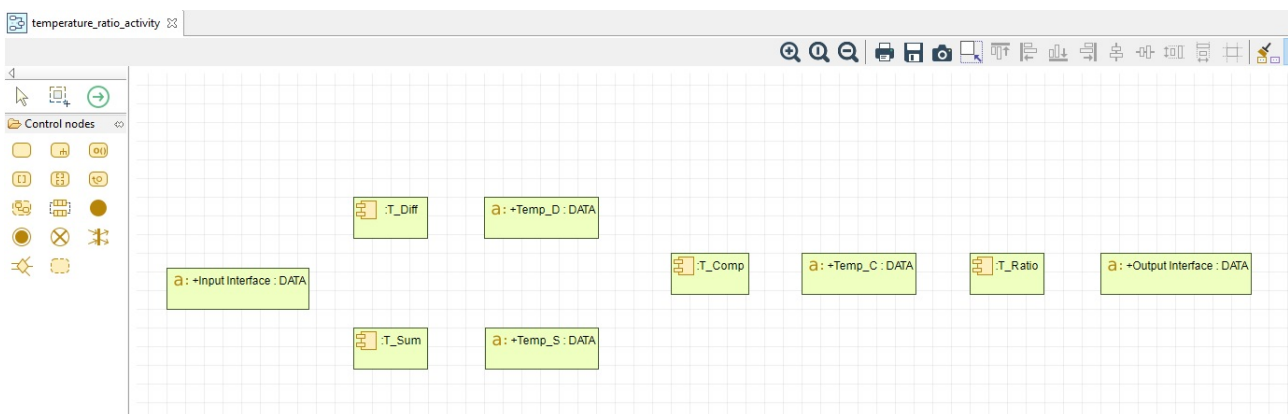 temperature_ratio_activity
Control nodes
:T_Diff
a: +Temp_D : DATA
:T_Comp
a: +Temp_C : DATA
:T_Ratio
a: +Output Interface : DATA
a: +Input Interface : DATA
:T_Sum
a: +Temp_S : DATA